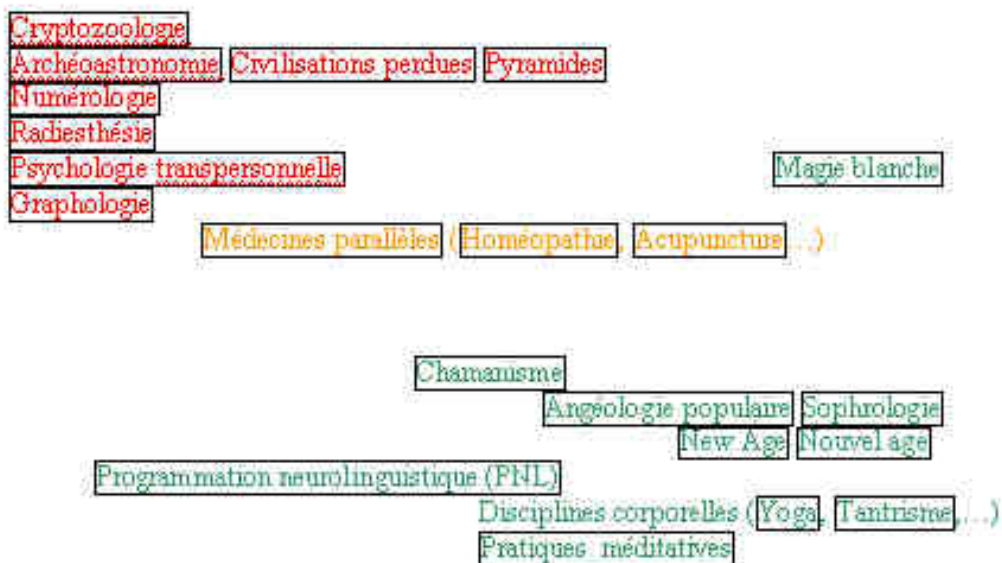 Cryptozoologie
Archéoastronomie Civilisations perdues Pyramides
Numérologie
Radiesthésie
Psychologie transpersonnelle Magie blanche
Graphologie
Médecines parallèles (Homéopathie, Acupuncture,...)
Chamanisme
Angéologie populaire Sophrologie
New Age Nouvel age
Programmation neurolinguistique (PNL)
Disciplines corporelles (Yoga, Tantrisme,...)
Pratiques méditatives